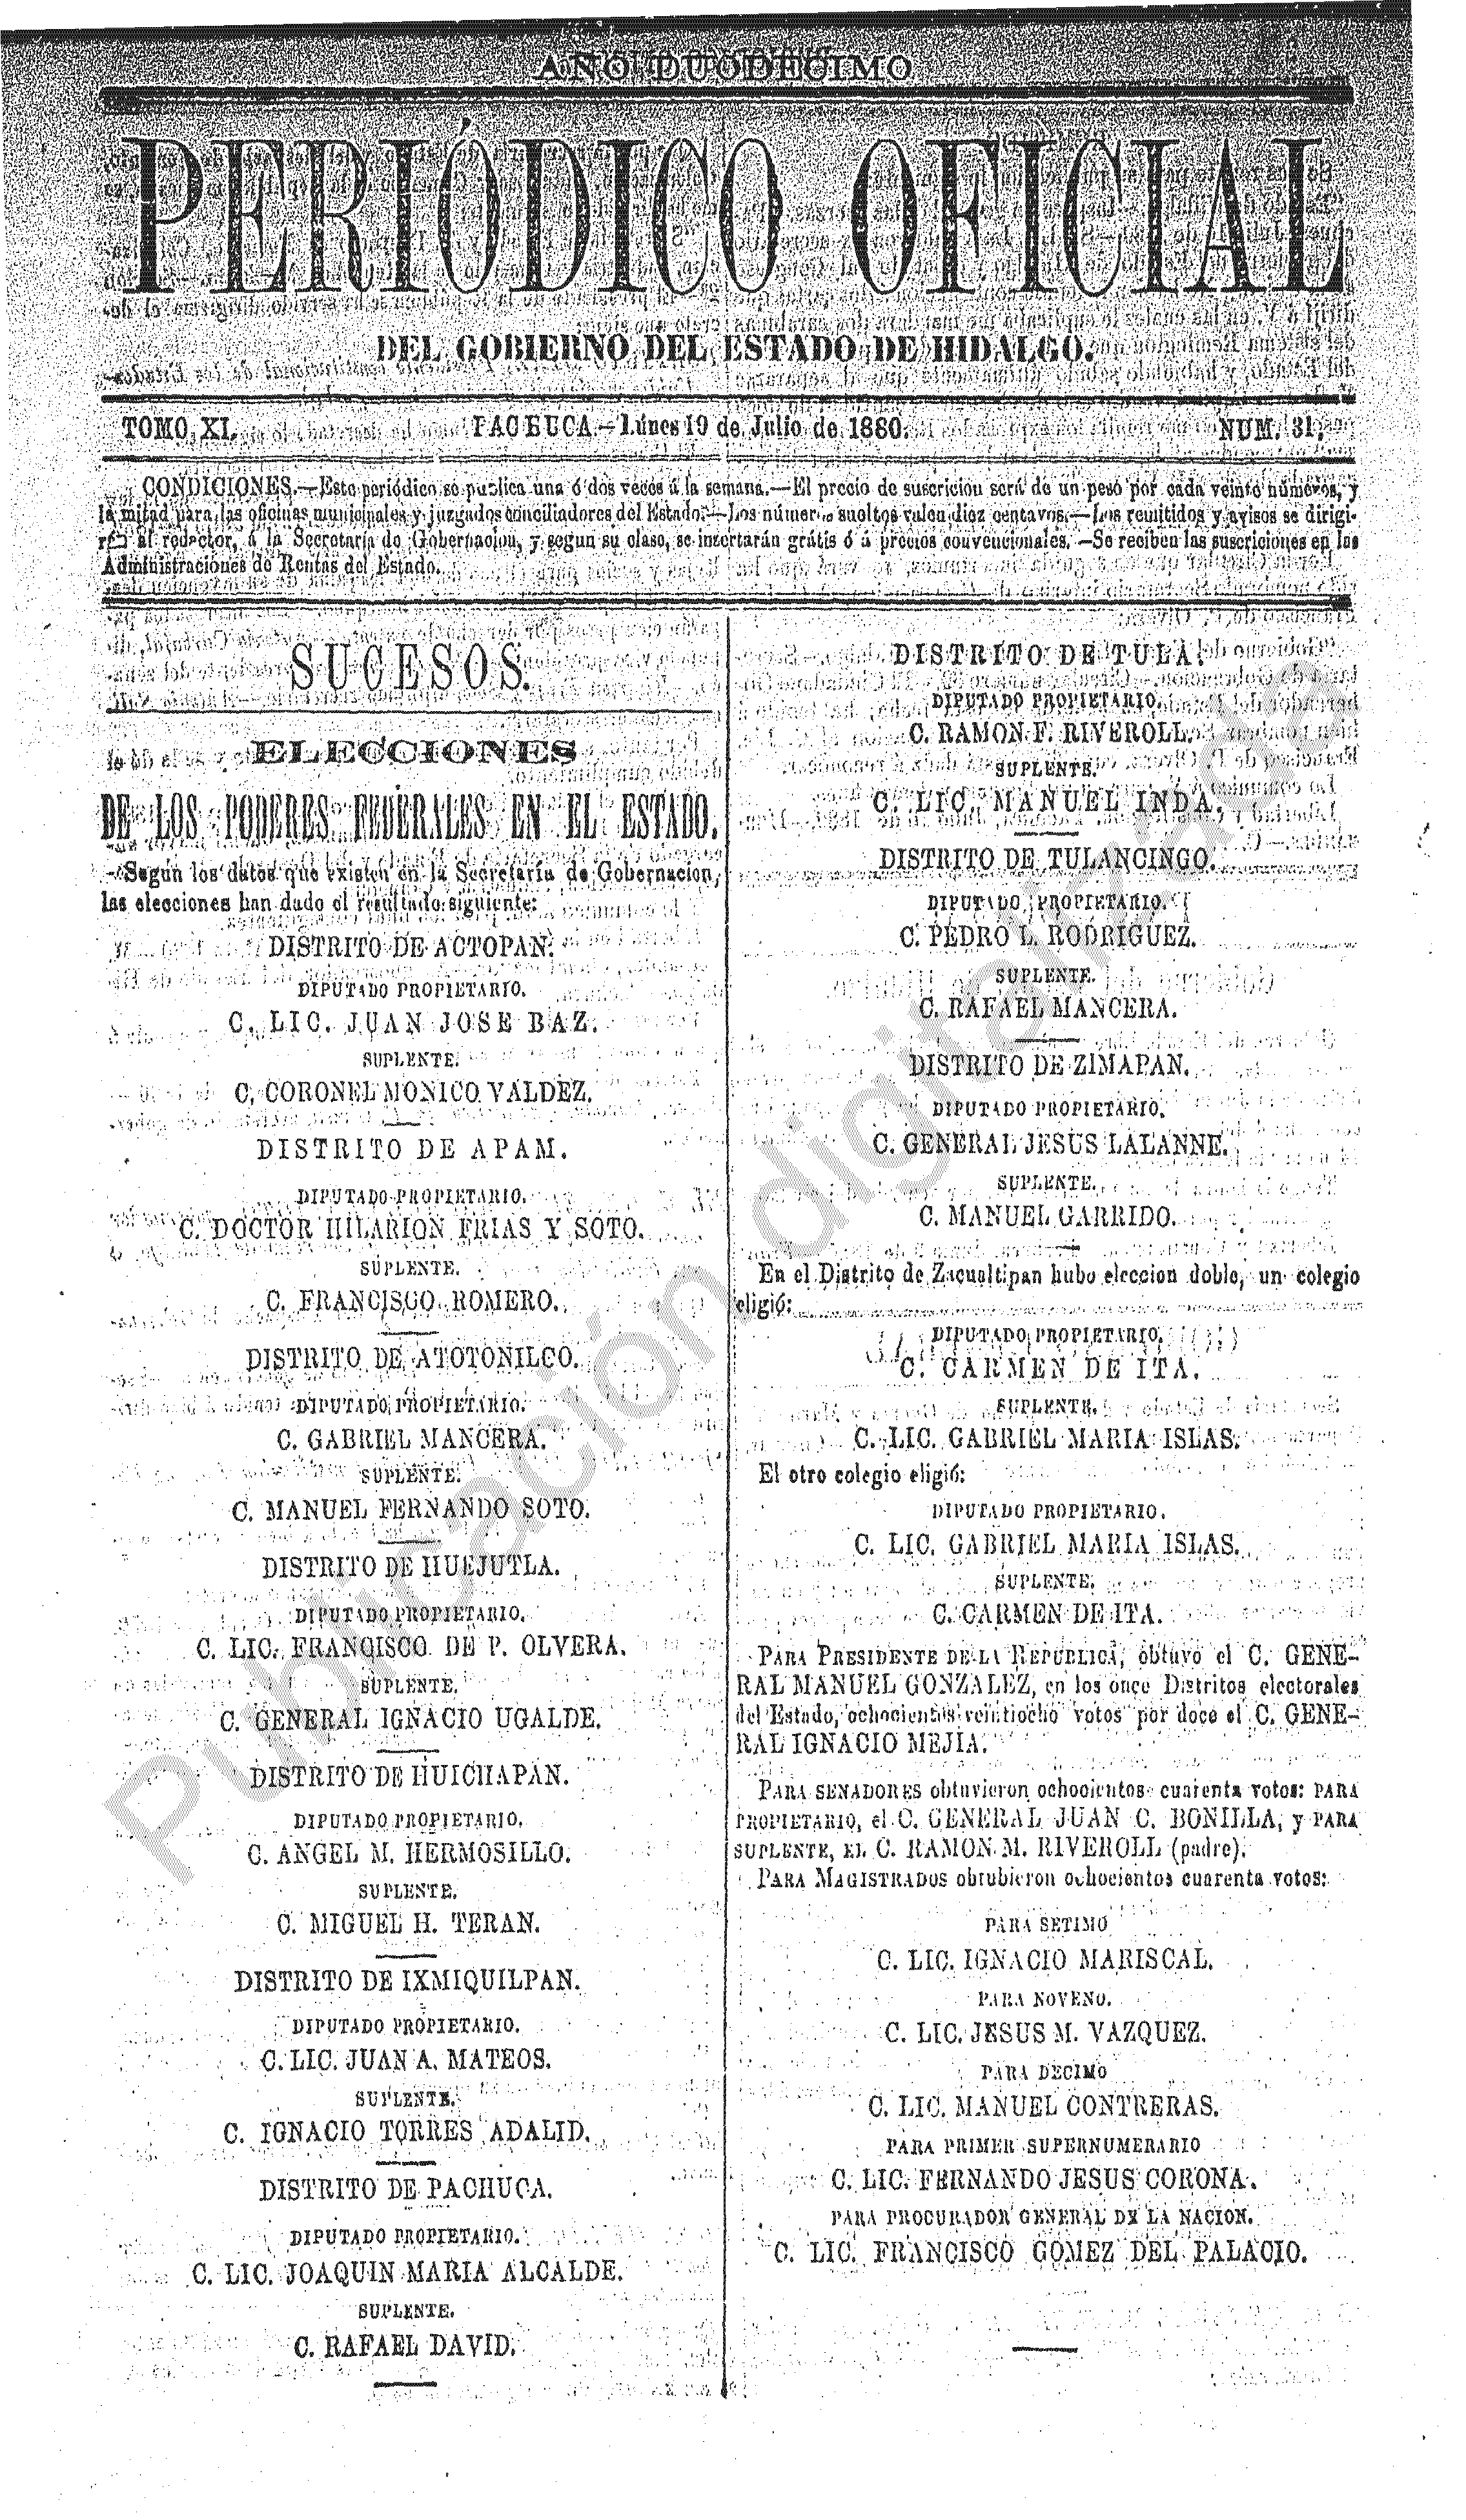 AÑO DUODECIMO
PERIÓDICO OFICIAL
DEL GOBIERNO DEL ESTADO DE HIDALGO.
TOMO XI.
PACHUCA.—Lúnes 19 de Julio de 1880.
NUM. 31.
CONDICIONES.—Este periódico se publica una ó dos veces á la semana.—El precio de suscricion será de un peso por cada veinte números, y
la mitad para las oficinas municipales y juzgados conciliadores del Estado.—Los números sueltos valen diez centavos.—Los remitidos y avisos se dirigi-
rán al redactor, á la Secretaría de Gobernacion, y segun su clase, se insertarán grátis ó á precios convencionales.—Se reciben las suscriciones en las
Administraciones de Rentas del Estado.
SUCESOS.
ELECCIONES
DE LOS PODERES FEDERALES EN EL ESTADO.
Segun los datos que existen en la Secretaría de Gobernacion,
las elecciones han dado el resultado siguiente:
DISTRITO DE ACTOPAN.
DIPUTADO PROPIETARIO.
C. LIC. JUAN JOSE BAZ.
SUPLENTE.
C. CORONEL MONICO VALDEZ.
DISTRITO DE APAM.
DIPUTADO PROPIETARIO.
C. DOCTOR HILARION FRIAS Y SOTO.
SUPLENTE.
C. FRANCISCO ROMERO.
DISTRITO DE ATOTONILCO.
DIPUTADO PROPIETARIO.
C. GABRIEL MANCERA.
SUPLENTE.
C. MANUEL FERNANDO SOTO.
DISTRITO DE HUEJUTLA.
DIPUTADO PROPIETARIO.
C. LIC. FRANCISCO DE P. OLVERA.
SUPLENTE.
C. GENERAL IGNACIO UGALDE.
DISTRITO DE HUICHAPAN.
DIPUTADO PROPIETARIO.
C. ANGEL M. HERMOSILLO.
SUPLENTE.
C. MIGUEL H. TERAN.
DISTRITO DE IXMIQUILPAN.
DIPUTADO PROPIETARIO.
C. LIC. JUAN A. MATEOS.
SUPLENTE.
C. IGNACIO TORRES ADALID.
DISTRITO DE PACHUCA.
DIPUTADO PROPIETARIO.
C. LIC. JOAQUIN MARIA ALCALDE.
SUPLENTE.
C. RAFAEL DAVID.
DISTRITO DE TULA.
DIPUTADO PROPIETARIO.
C. RAMON F. RIVEROLL.
SUPLENTE.
C. LIC. MANUEL INDA.
DISTRITO DE TULANCINGO.
DIPUTADO PROPIETARIO.
C. PEDRO L. RODRIGUEZ.
SUPLENTE.
C. RAFAEL MANCERA.
DISTRITO DE ZIMAPAN.
DIPUTADO PROPIETARIO.
C. GENERAL JESUS LALANNE.
SUPLENTE.
C. MANUEL GARRIDO.
En el Distrito de Zacualtipan hubo eleccion doble, un colegio
eligió:
DIPUTADO PROPIETARIO.
C. CARMEN DE ITA.
SUPLENTE.
C. LIC. GABRIEL MARIA ISLAS.
El otro colegio eligió:
DIPUTADO PROPIETARIO.
C. LIC. GABRIEL MARIA ISLAS.
SUPLENTE.
C. CARMEN DE ITA.
PARA PRESIDENTE DE LA REPUBLICA, obtuvo el C. GENE-
RAL MANUEL GONZALEZ, en los once Distritos electorales
del Estado, ochocientos veintiocho votos por doce el C. GENE-
RAL IGNACIO MEJIA.
PARA SENADORES obtuvieron ochocientos cuarenta votos: PARA
PROPIETARIO, el C. GENERAL JUAN C. BONILLA, y PARA
SUPLENTE, EL C. RAMON M. RIVEROLL (padre).
PARA MAGISTRADOS obtubieron ochocientos cuarenta votos:
PARA SETIMO
C. LIC. IGNACIO MARISCAL.
PARA NOVENO.
C. LIC. JESUS M. VAZQUEZ.
PARA DECIMO
C. LIC. MANUEL CONTRERAS.
PARA PRIMER SUPERNUMERARIO
C. LIC. FERNANDO JESUS CORONA.
PARA PROCURADOR GENERAL DE LA NACION.
C. LIC. FRANCISCO GOMEZ DEL PALACIO.
Publicación digitalizada